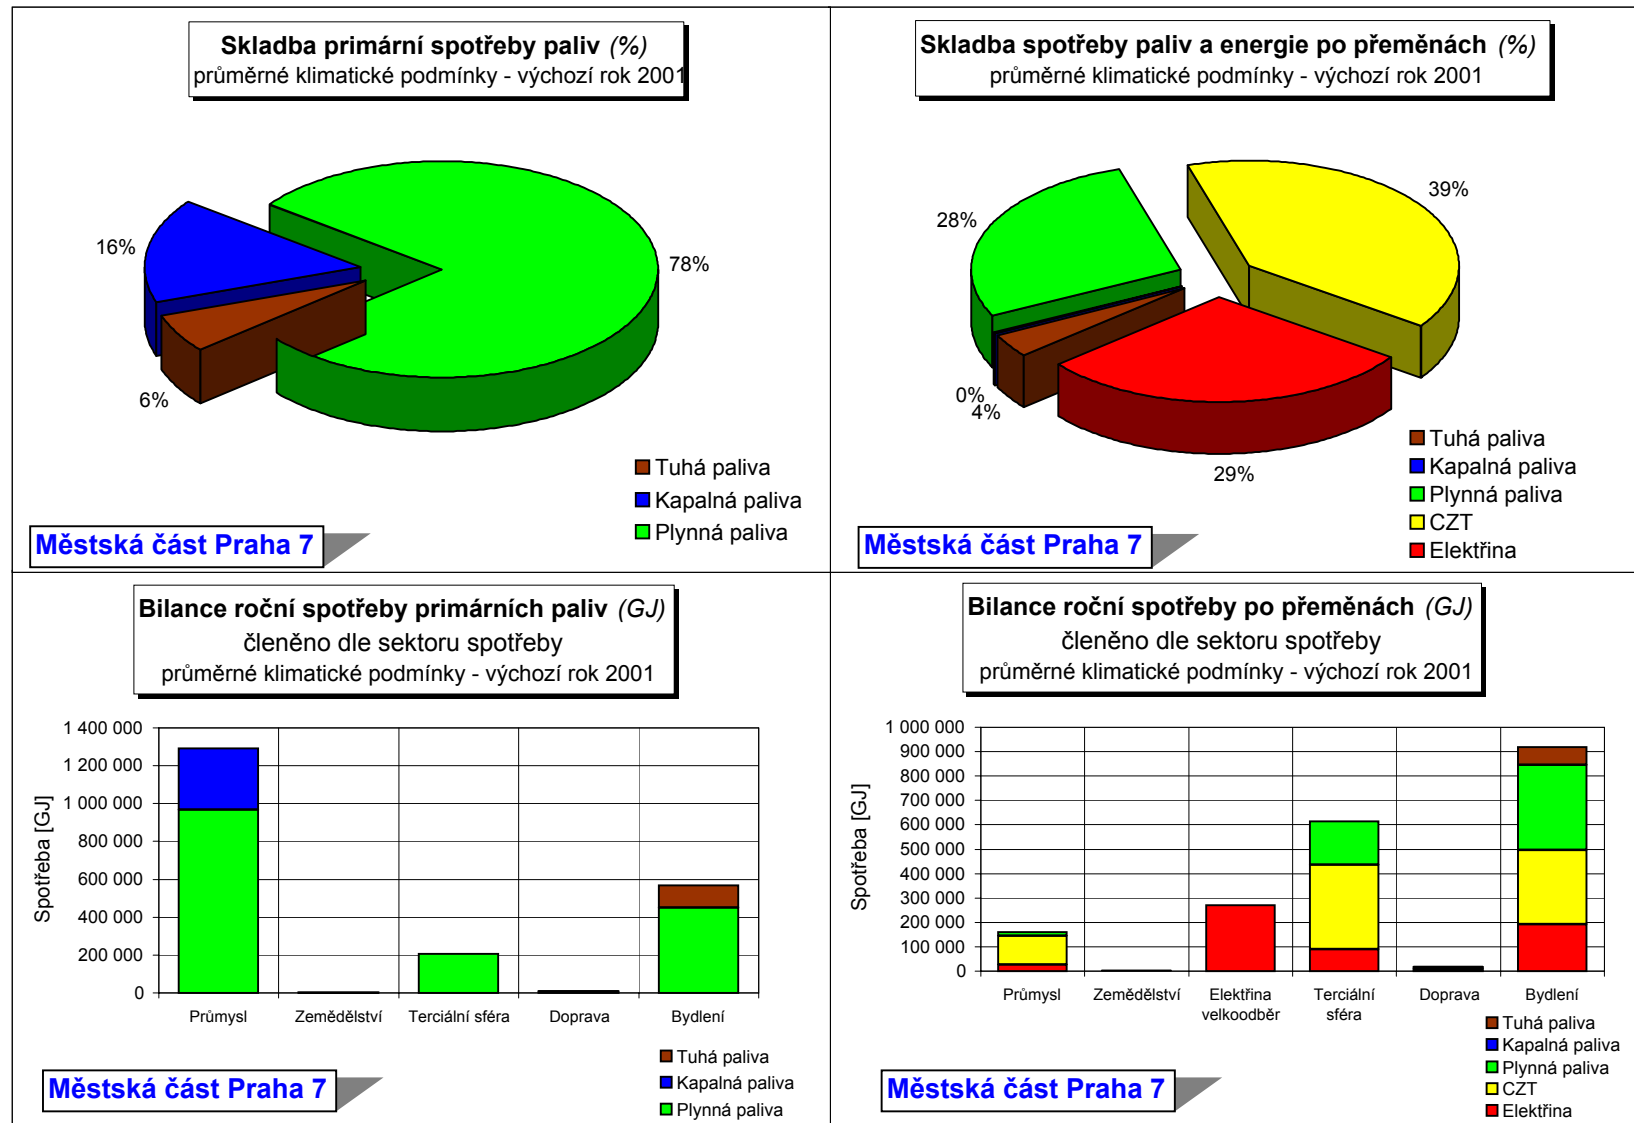 Skladba primární spotřeby paliv (%)
průměrné klimatické podmínky - výchozí rok 2001
16%
78%
6%
Tuhá paliva
Kapalná paliva
Plynná paliva
Městská část Praha 7
Skladba spotřeby paliv a energie po přeměnách (%)
průměrné klimatické podmínky - výchozí rok 2001
39%
28%
0%
4%
29%
Tuhá paliva
Kapalná paliva
Plynná paliva
CZT
Elektřina
Městská část Praha 7
Bilance roční spotřeby primárních paliv (GJ)
členěno dle sektoru spotřeby
průměrné klimatické podmínky - výchozí rok 2001
Spotřeba [GJ]
1 400 000
1 200 000
1 000 000
800 000
600 000
400 000
200 000
0
Průmysl Zemědělství Terciální sféra Doprava Bydlení
Tuhá paliva
Kapalná paliva
Plynná paliva
Městská část Praha 7
Bilance roční spotřeby po přeměnách (GJ)
členěno dle sektoru spotřeby
průměrné klimatické podmínky - výchozí rok 2001
Spotřeba [GJ]
1 000 000
900 000
800 000
700 000
600 000
500 000
400 000
300 000
200 000
100 000
0
Průmysl Zemědělství Elektřina Terciální Doprava Bydlení
velkoodběr sféra
Tuhá paliva
Kapalná paliva
Plynná paliva
CZT
Elektřina
Městská část Praha 7